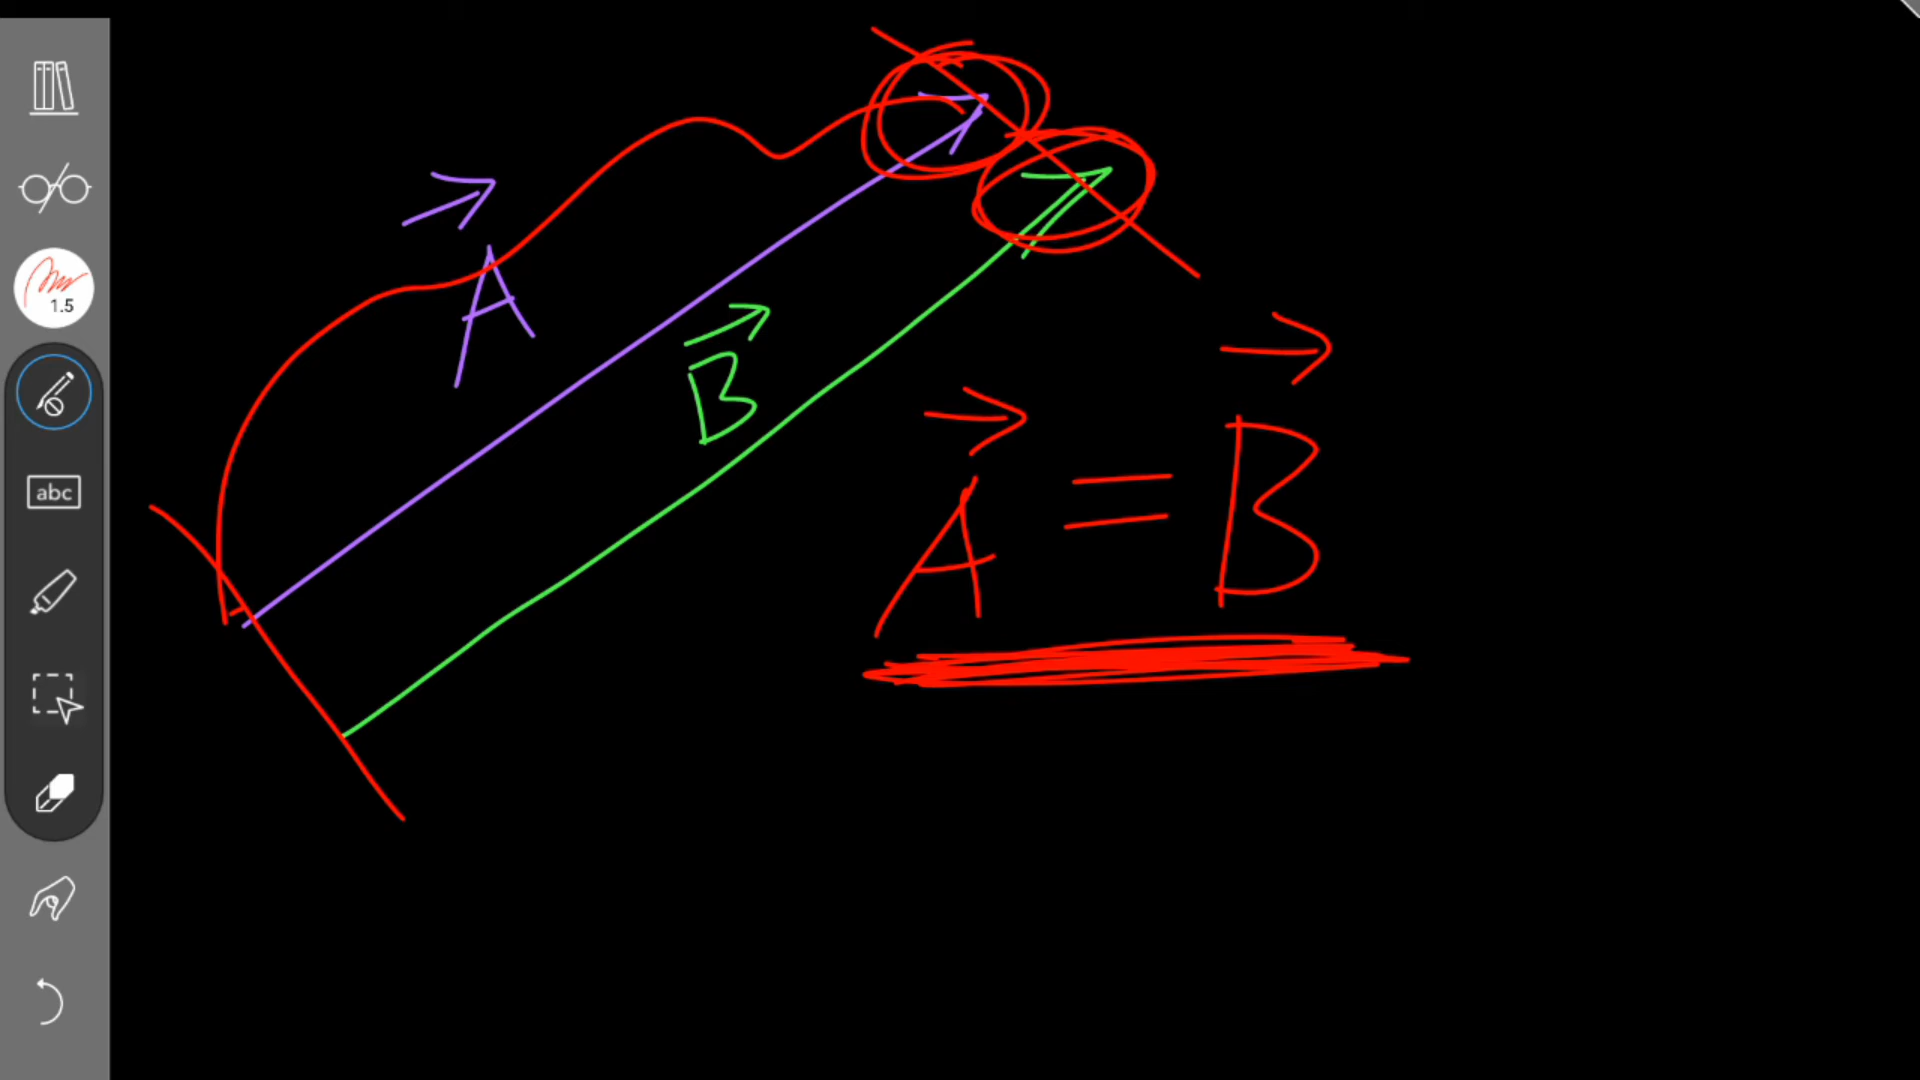 1.5
abc
A⃗
B⃗
A⃗ = B⃗